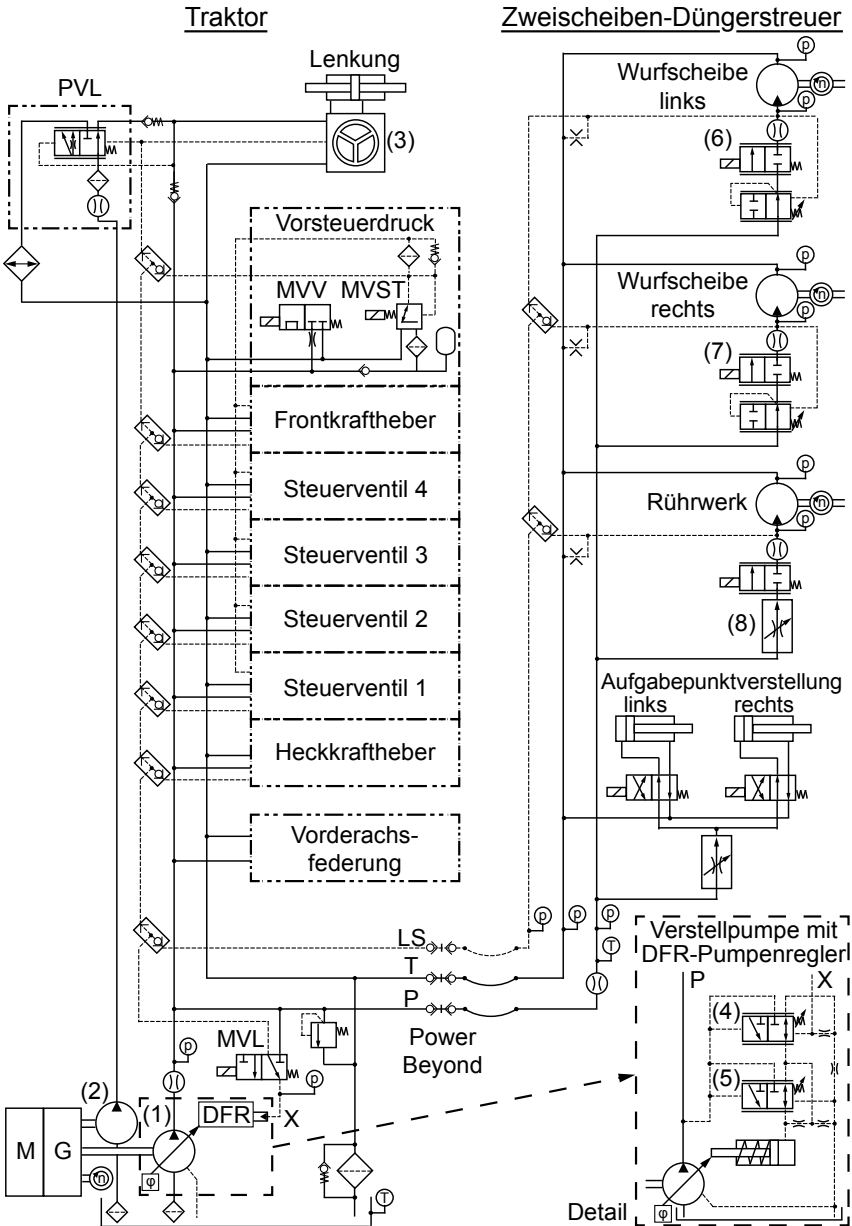 Traktor
Zweischeiben-Düngerstreuer
Lenkung
PVL
(3)
p
Wurfscheibe
links
n
p
(6)
Vorsteuerdruck
MVV
MVST
p
Wurfscheibe
rechts
n
p
(7)
Frontkraftheber
Steuerventil 4
Steuerventil 3
Steuerventil 2
Steuerventil 1
Heckkraftheber
Vorderachs-
federung
p
Rührwerk
n
p
(8)
Aufgabepunktverstellung
links
rechts
LS
T
P
Power
Beyond
p
p
p
T
MVL
p
p
(2)
(1)
DFR
X
M
G
n
φ
T
Verstellpumpe mit
DFR-Pumpenregler
P
X
(4)
(5)
φ
Detail